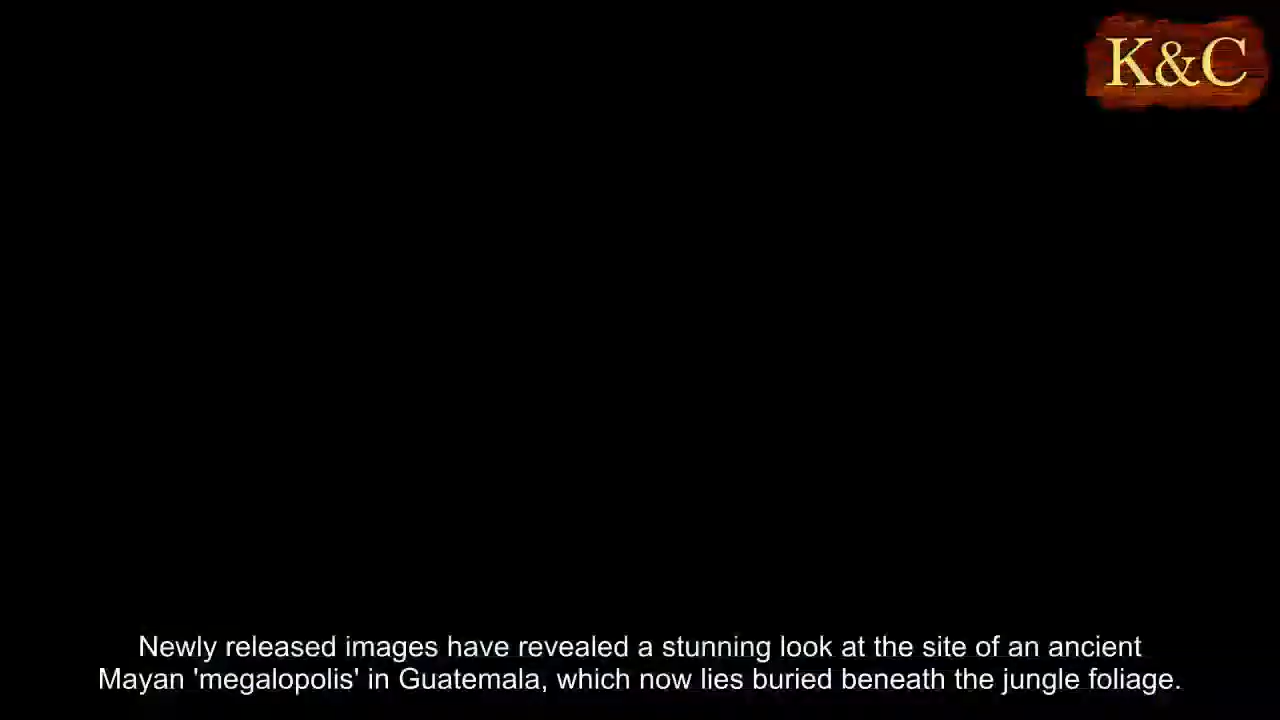 K&C
Newly released images have revealed a stunning look at the site of an ancient
Mayan 'megalopolis' in Guatemala, which now lies buried beneath the jungle foliage.